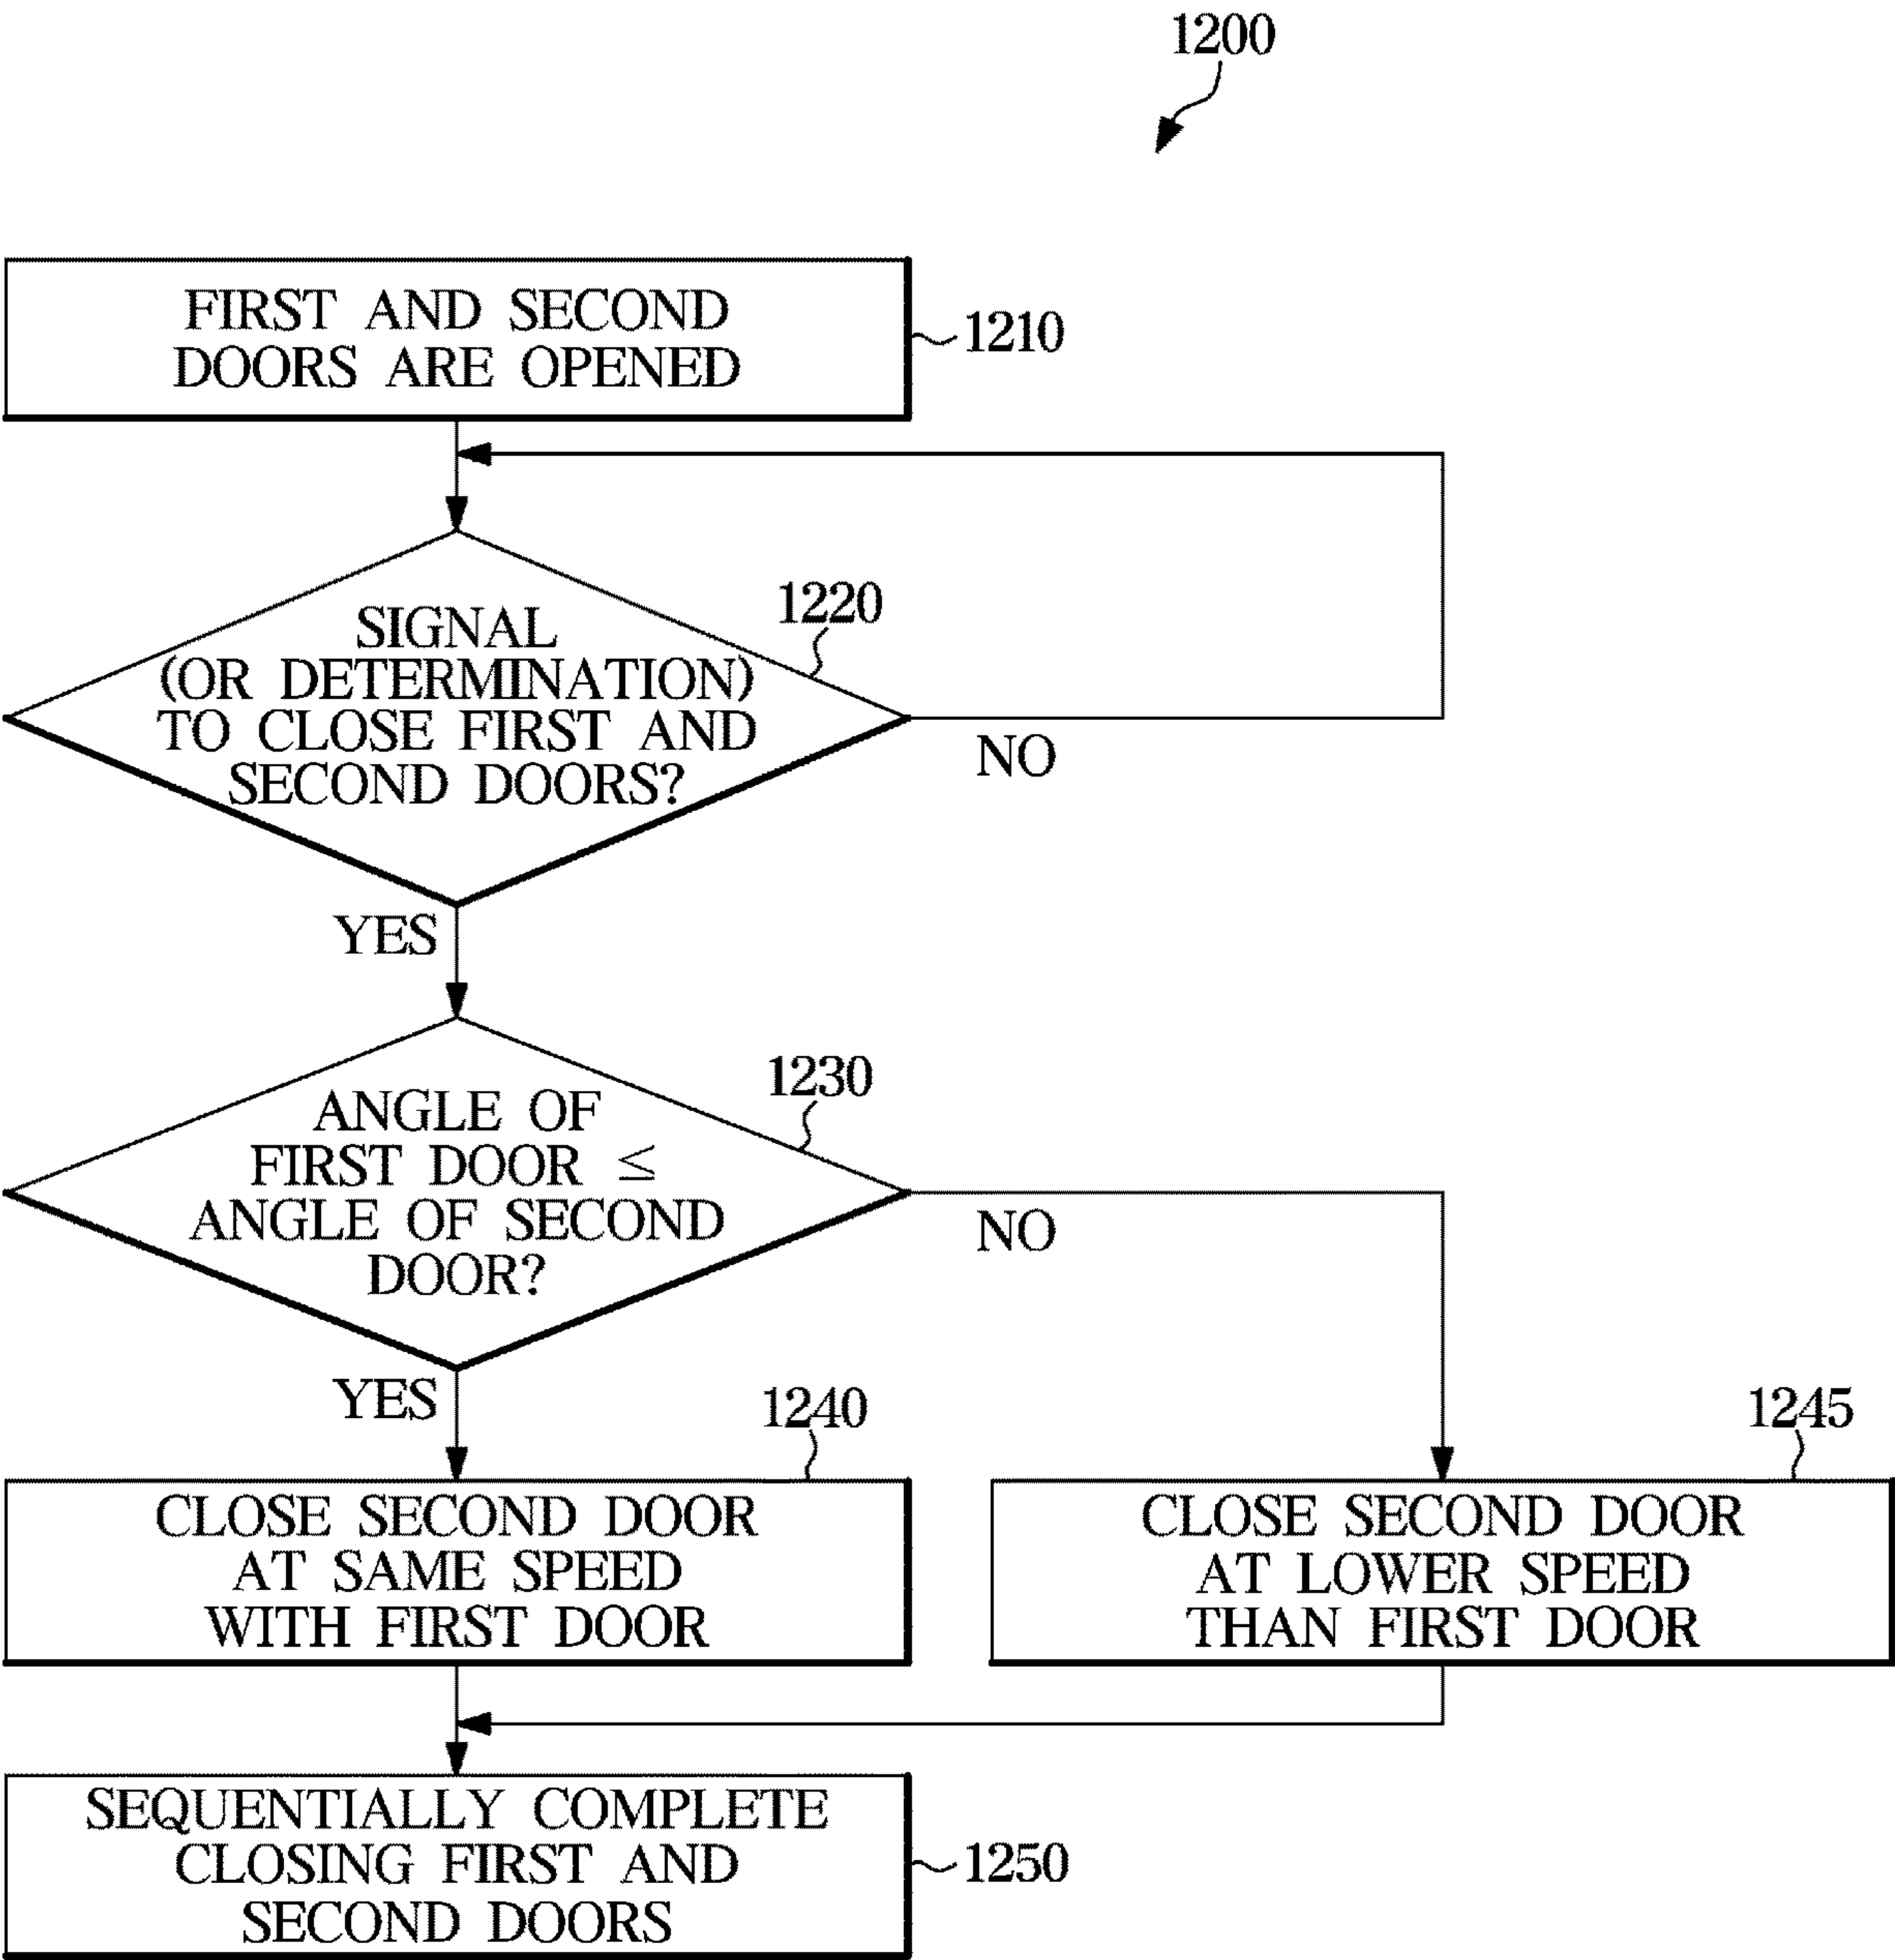 1200
FIRST AND SECOND
DOORS ARE OPENED
1210
1220
SIGNAL
(OR DETERMINATION)
TO CLOSE FIRST AND
SECOND DOORS?
NO
YES
1230
ANGLE OF
FIRST DOOR ≤
ANGLE OF SECOND
DOOR?
NO
YES
1240
1245
CLOSE SECOND DOOR
AT SAME SPEED
WITH FIRST DOOR
CLOSE SECOND DOOR
AT LOWER SPEED
THAN FIRST DOOR
SEQUENTIALLY COMPLETE
CLOSING FIRST AND
SECOND DOORS
1250